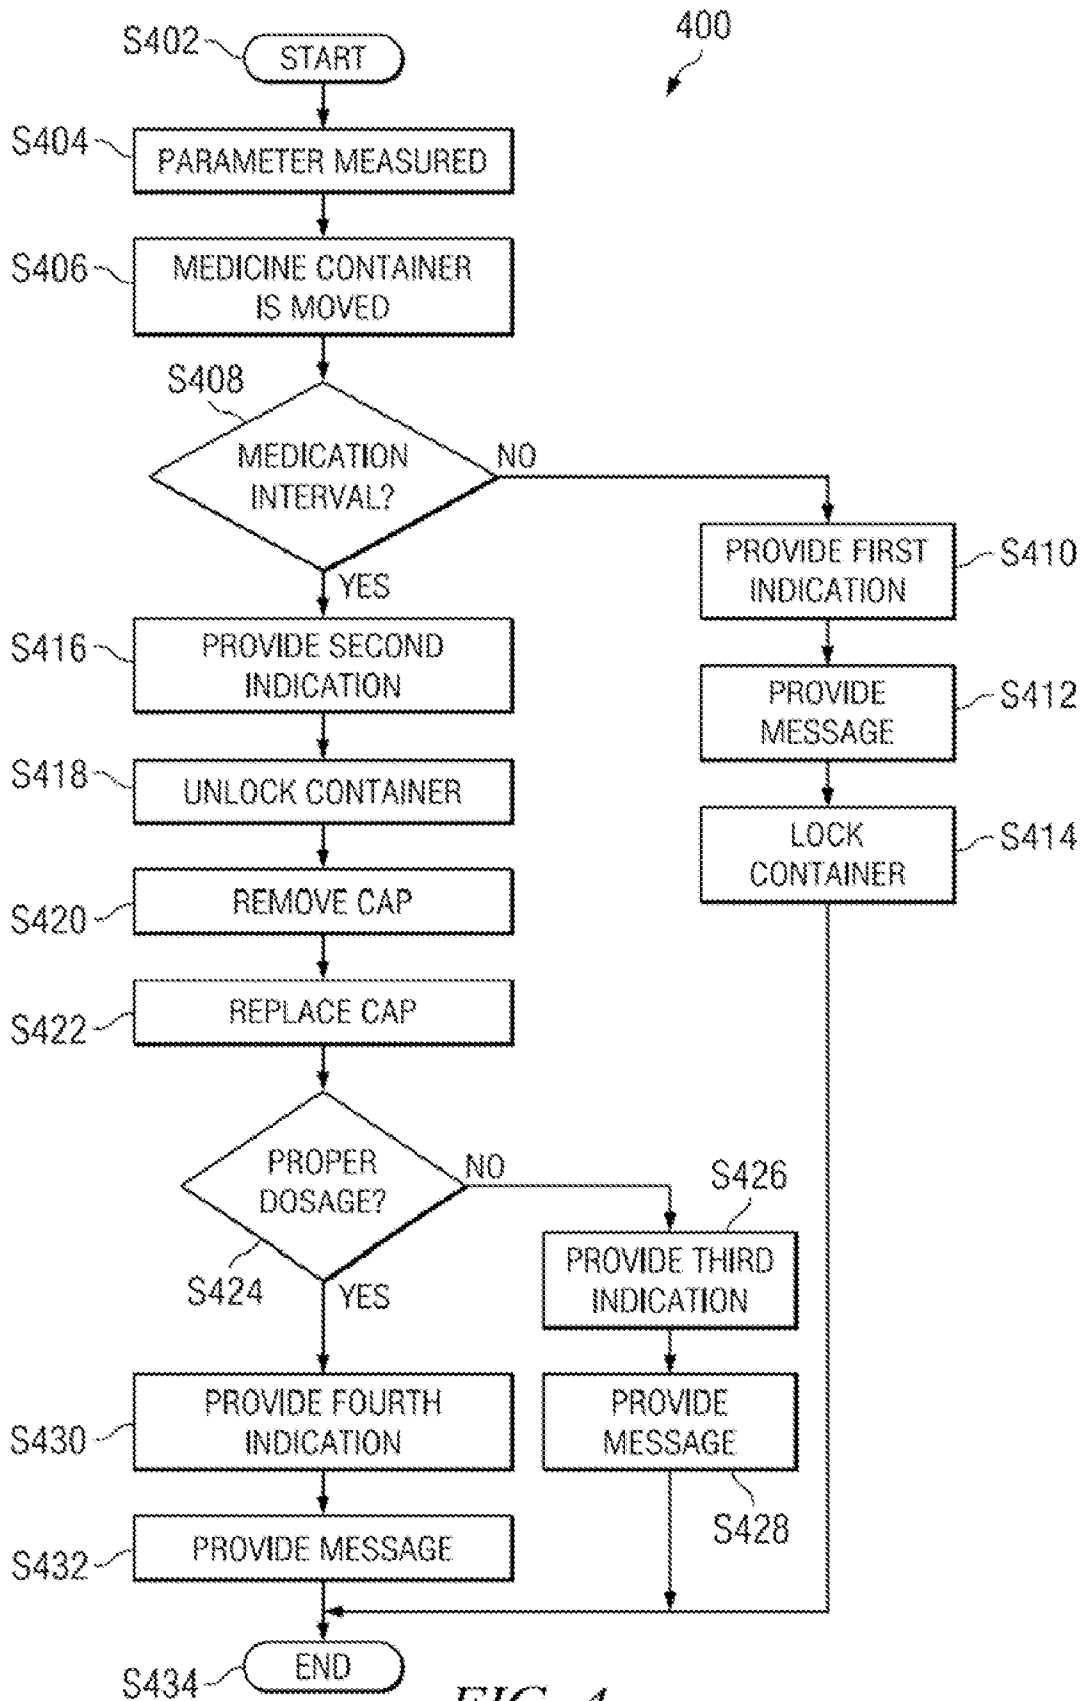 400
S402
START
S404
PARAMETER MEASURED
S406
MEDICINE CONTAINER
IS MOVED
S408
MEDICATION
INTERVAL?
NO
YES
PROVIDE FIRST
INDICATION
S410
S416
PROVIDE SECOND
INDICATION
PROVIDE
MESSAGE
S412
S418
UNLOCK CONTAINER
LOCK
CONTAINER
S414
S420
REMOVE CAP
S422
REPLACE CAP
PROPER
DOSAGE?
NO
S424
YES
S426
PROVIDE THIRD
INDICATION
S430
PROVIDE FOURTH
INDICATION
PROVIDE
MESSAGE
S428
S432
PROVIDE MESSAGE
S434
END
FIG. 4